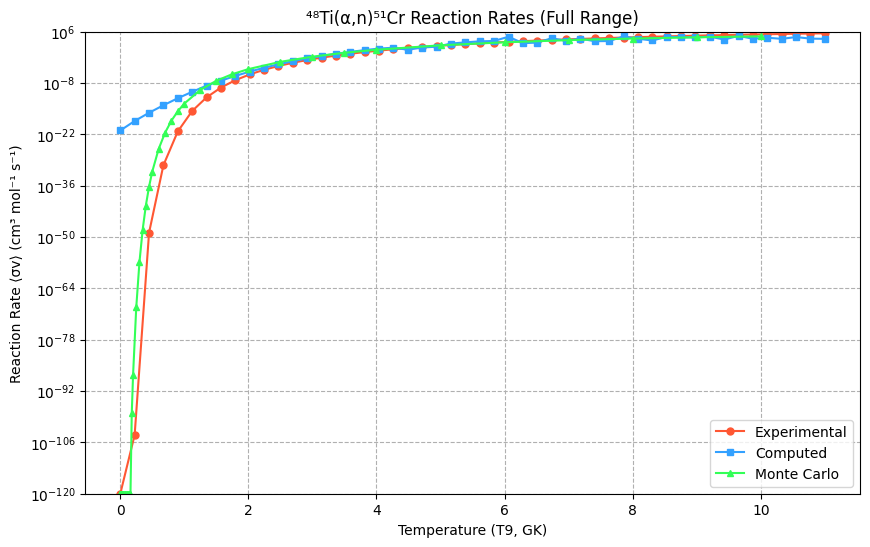 ⁴⁸Ti(α,n)⁵¹Cr Reaction Rates (Full Range)
Reaction Rate ⟨σv⟩ (cm³ mol⁻¹ s⁻¹)
10⁶
10⁻⁸
10⁻²²
10⁻³⁶
10⁻⁵⁰
10⁻⁶⁴
10⁻⁷⁸
10⁻⁹²
10⁻¹⁰⁶
10⁻¹²⁰
Experimental
Computed
Monte Carlo
0 2 4 6 8 10
Temperature (T9, GK)